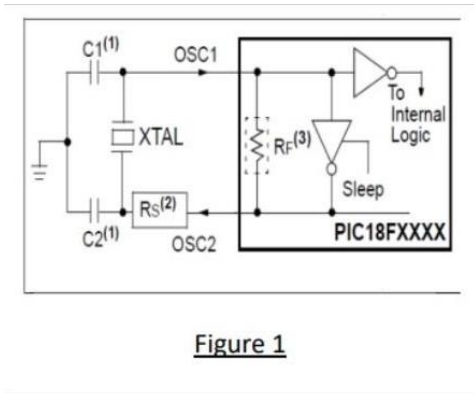 C1(1)
OSC1
To
Internal
Logic
XTAL
RF(3)
Sleep
RS(2)
C2(1)
OSC2
PIC18FXXXX
Figure 1